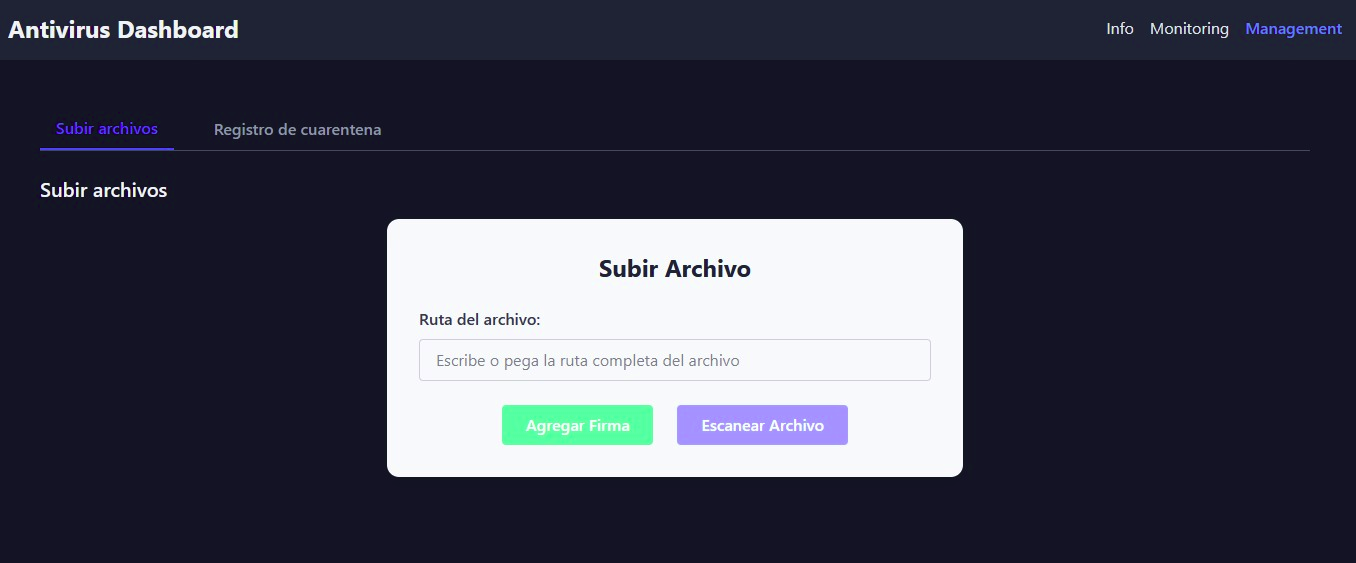 Antivirus Dashboard
Info Monitoring Management
Subir archivos Registro de cuarentena
Subir archivos
Subir Archivo
Ruta del archivo:
Escribe o pega la ruta completa del archivo
Agregar Firma Escanear Archivo